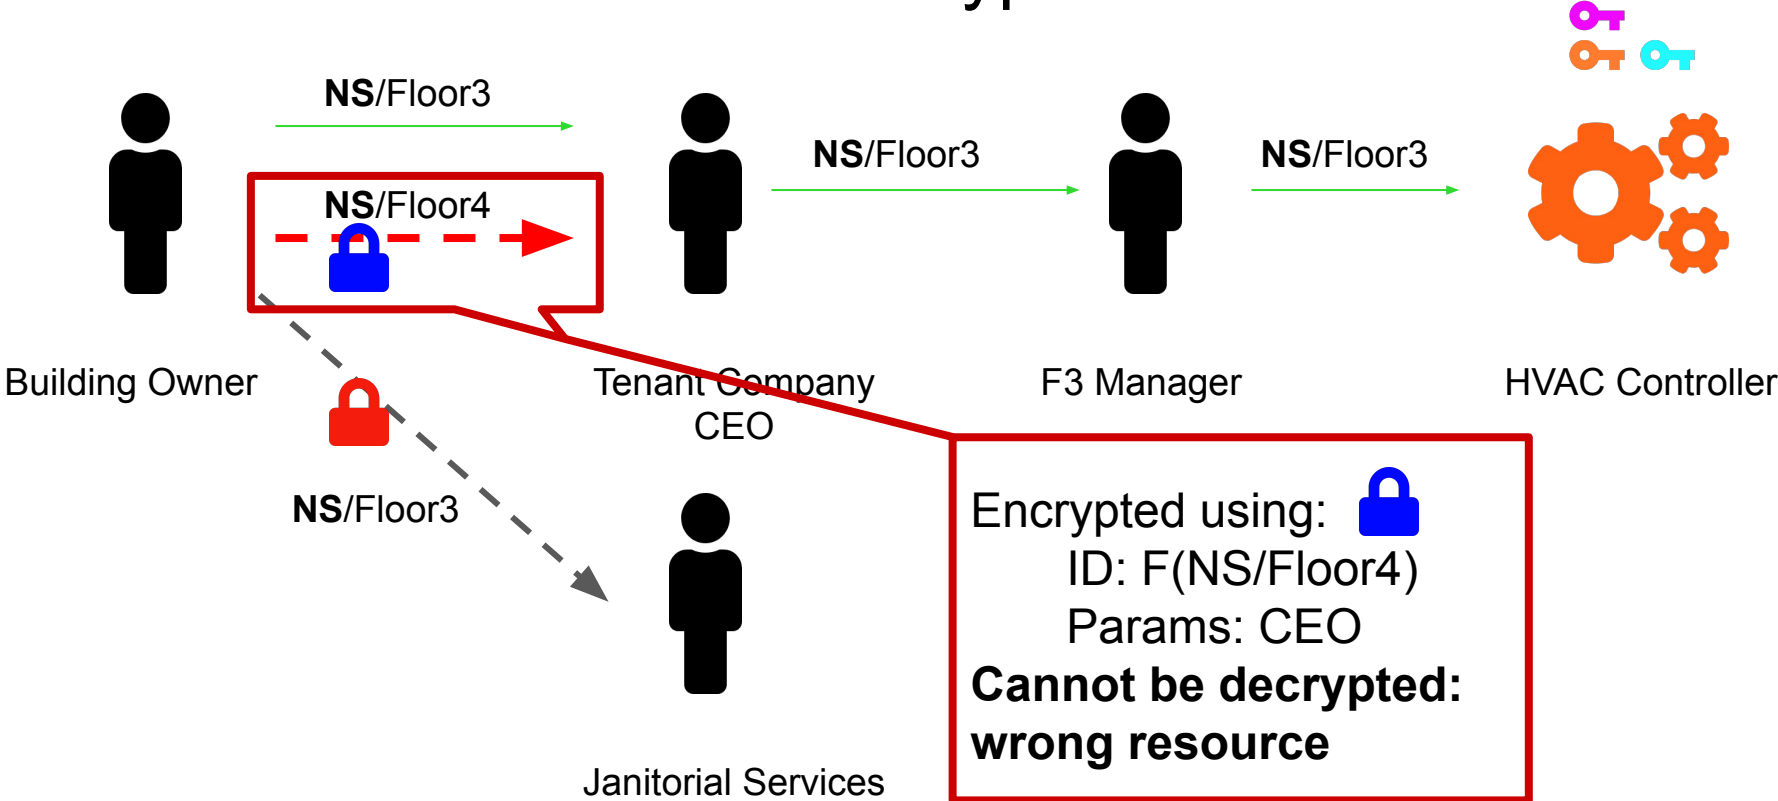 NS/Floor3
NS/Floor4
NS/Floor3
NS/Floor3
Building Owner
Tenant Company
CEO
F3 Manager
HVAC Controller
NS/Floor3
Janitorial Services
Encrypted using:
ID: F(NS/Floor4)
Params: CEO
Cannot be decrypted:
wrong resource